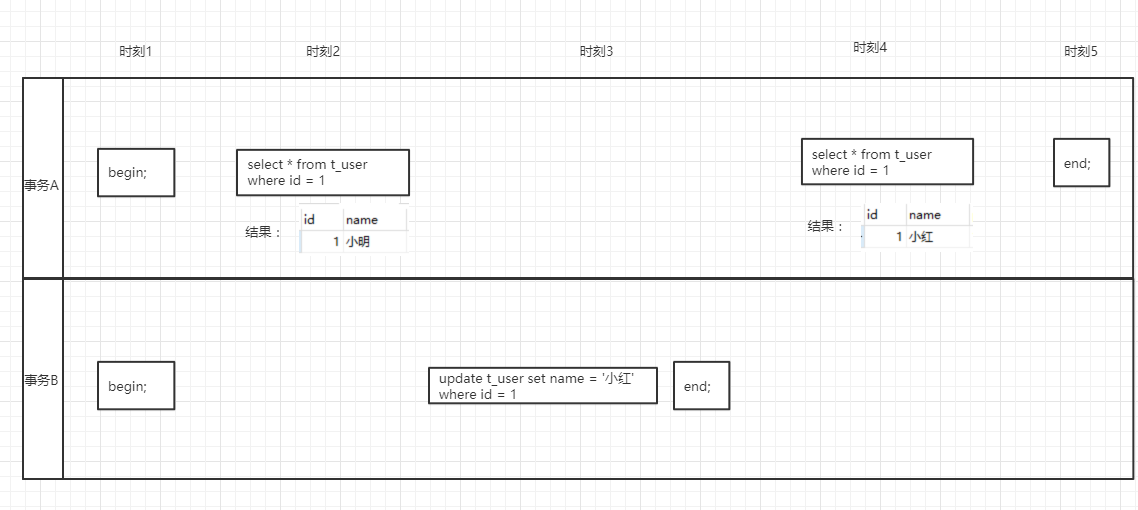 时刻1
时刻2
时刻3
时刻4
时刻5
事务A
begin;
select * from t_user
where id = 1
结果：
id name
1 小明
select * from t_user
where id = 1
结果：
id name
1 小红
end;
事务B
begin;
update t_user set name = '小红'
where id = 1
end;